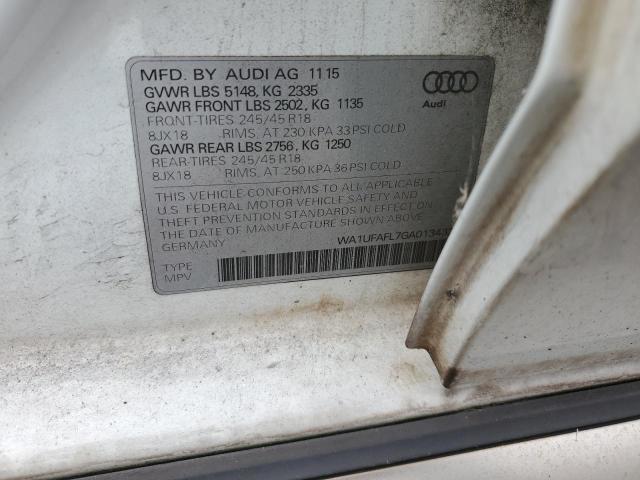 MFD. BY AUDI AG 11 15
GVWR LBS 5148, KG 2335
GAWR FRONT LBS 2502, KG 1135
FRONT-TIRES 245/45 R18
8JX18 RIMS, AT 230 KPA 33 PSI COLD
GAWR REAR LBS 2756, KG 1250
REAR-TIRES 245/45 R18
8JX18 RIMS, AT 250 KPA 36 PSI COLD
Audi
THIS VEHICLE CONFORMS TO ALL APPLICABLE
U.S. FEDERAL MOTOR VEHICLE SAFETY, BUMPER, AND
THEFT PREVENTION STANDARDS IN EFFECT ON THE
DATE OF MANUFACTURE SHOWN ABOVE.
GERMANY WA1UFAFL7GA0134
TYPE
MPV